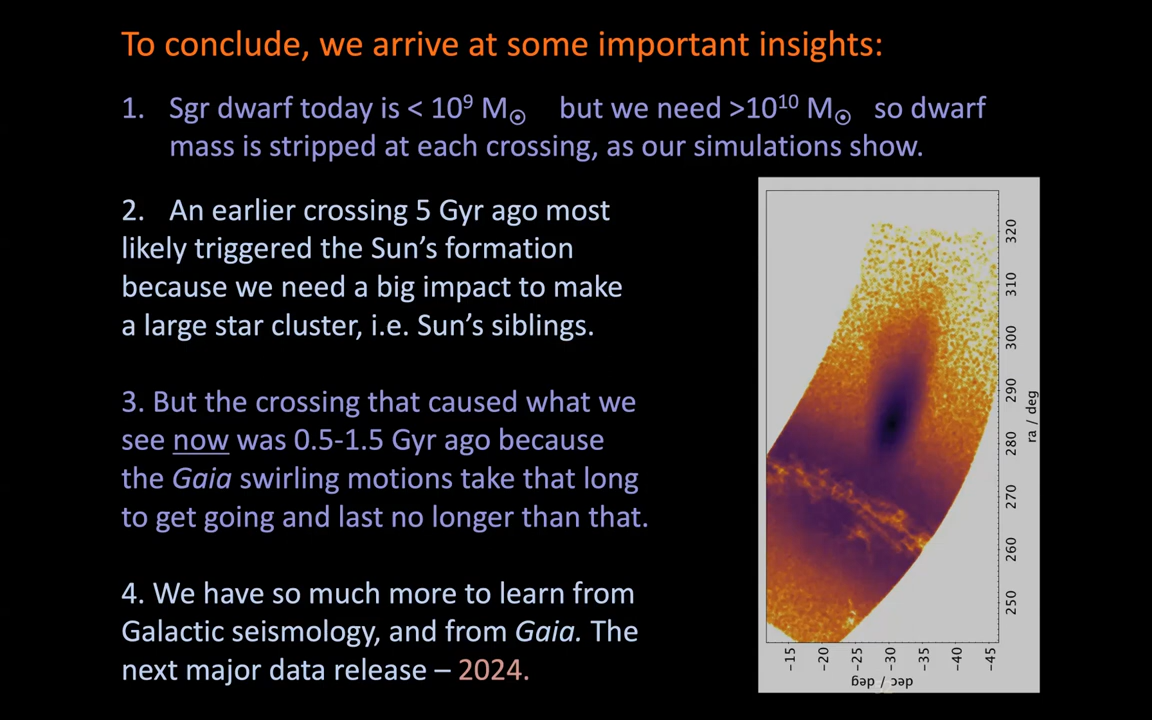 To conclude, we arrive at some important insights:
1. Sgr dwarf today is < 10⁹ M☉ but we need >10¹⁰ M☉ so dwarf
mass is stripped at each crossing, as our simulations show.
2. An earlier crossing 5 Gyr ago most
likely triggered the Sun’s formation
because we need a big impact to make
a large star cluster, i.e. Sun’s siblings.
3. But the crossing that caused what we
see now was 0.5-1.5 Gyr ago because
the Gaia swirling motions take that long
to get going and last no longer than that.
4. We have so much more to learn from
Galactic seismology, and from Gaia. The
next major data release – 2024.
320
310
300
290
280
270
260
250
ra / deg
−15
−20
−25
−30
−35
−40
−45
dec / deg